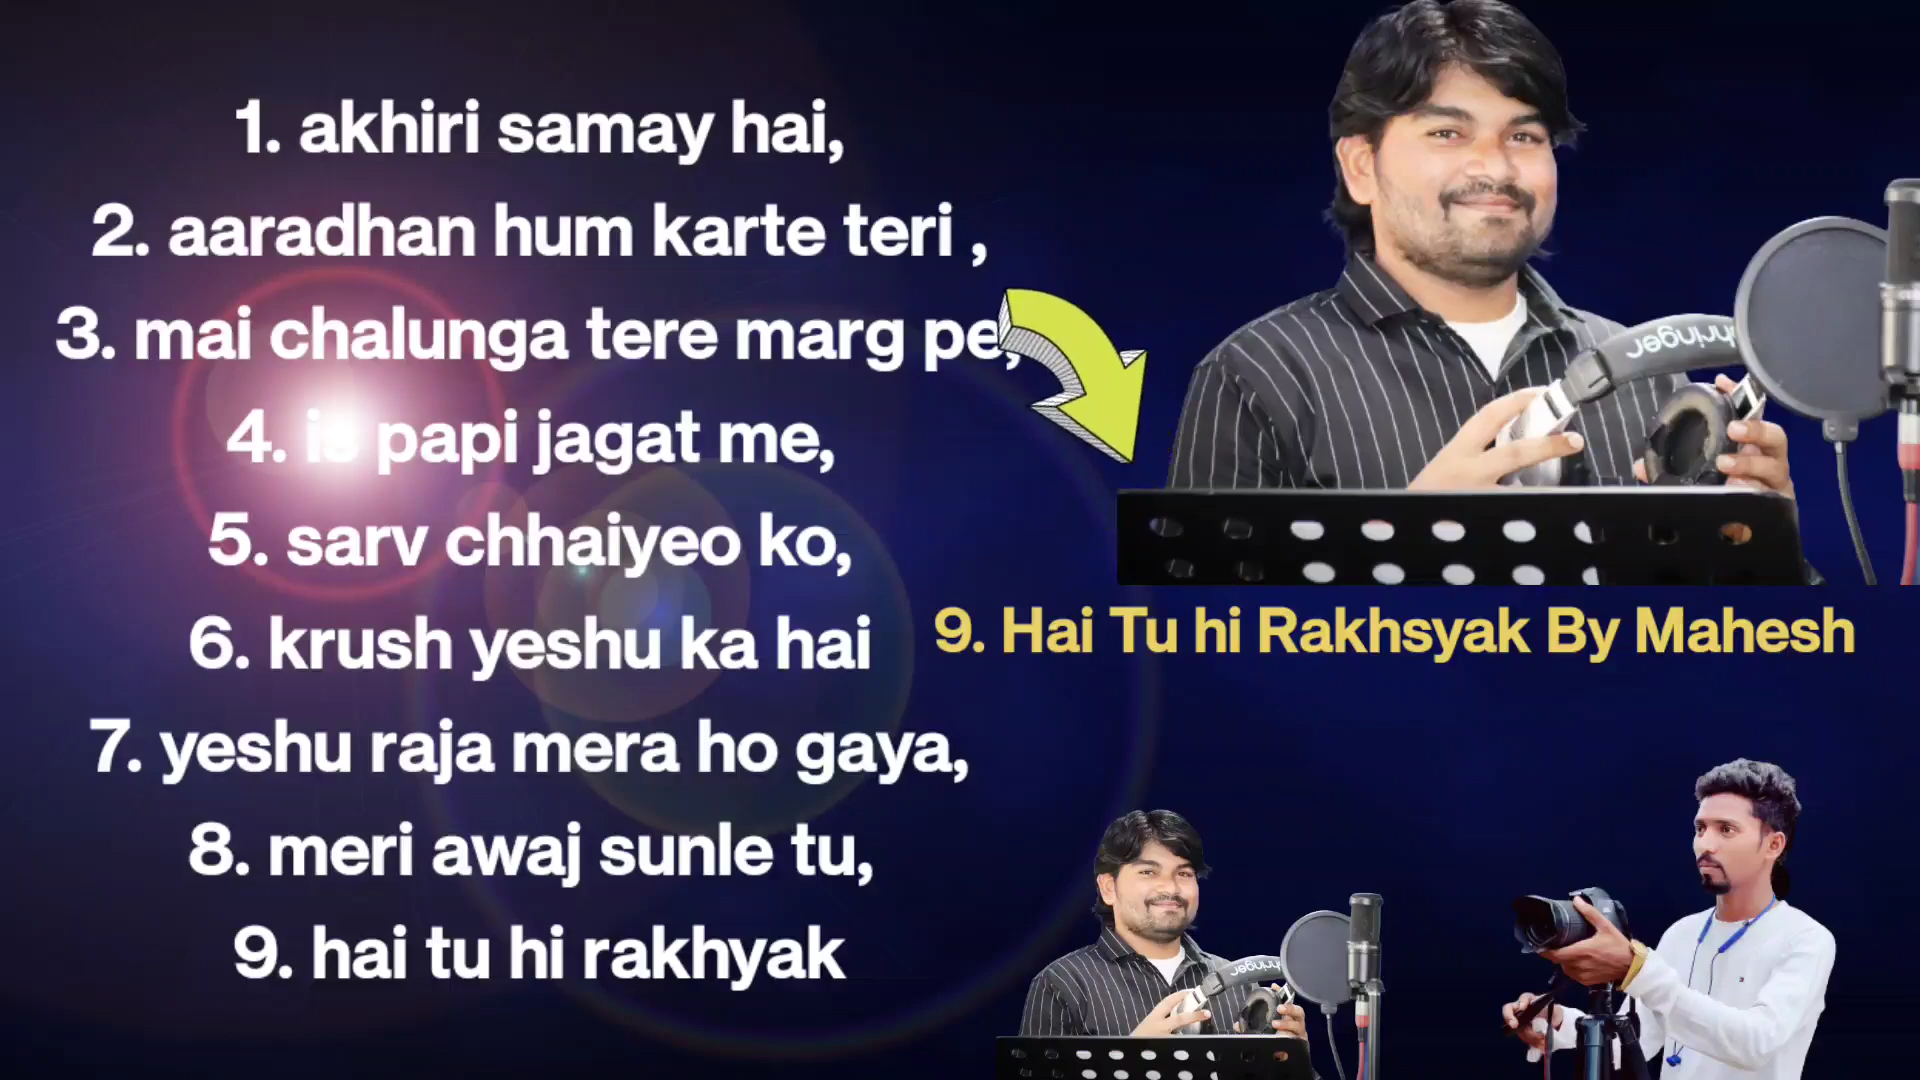 1. akhiri samay hai,
2. aaradhan hum karte teri ,
3. mai chalunga tere marg pe,
4. is papi jagat me,
5. sarv chhaiyeo ko,
6. krush yeshu ka hai
7. yeshu raja mera ho gaya,
8. meri awaj sunle tu,
9. hai tu hi rakhyak
9. Hai Tu hi Rakhsyak By Mahesh